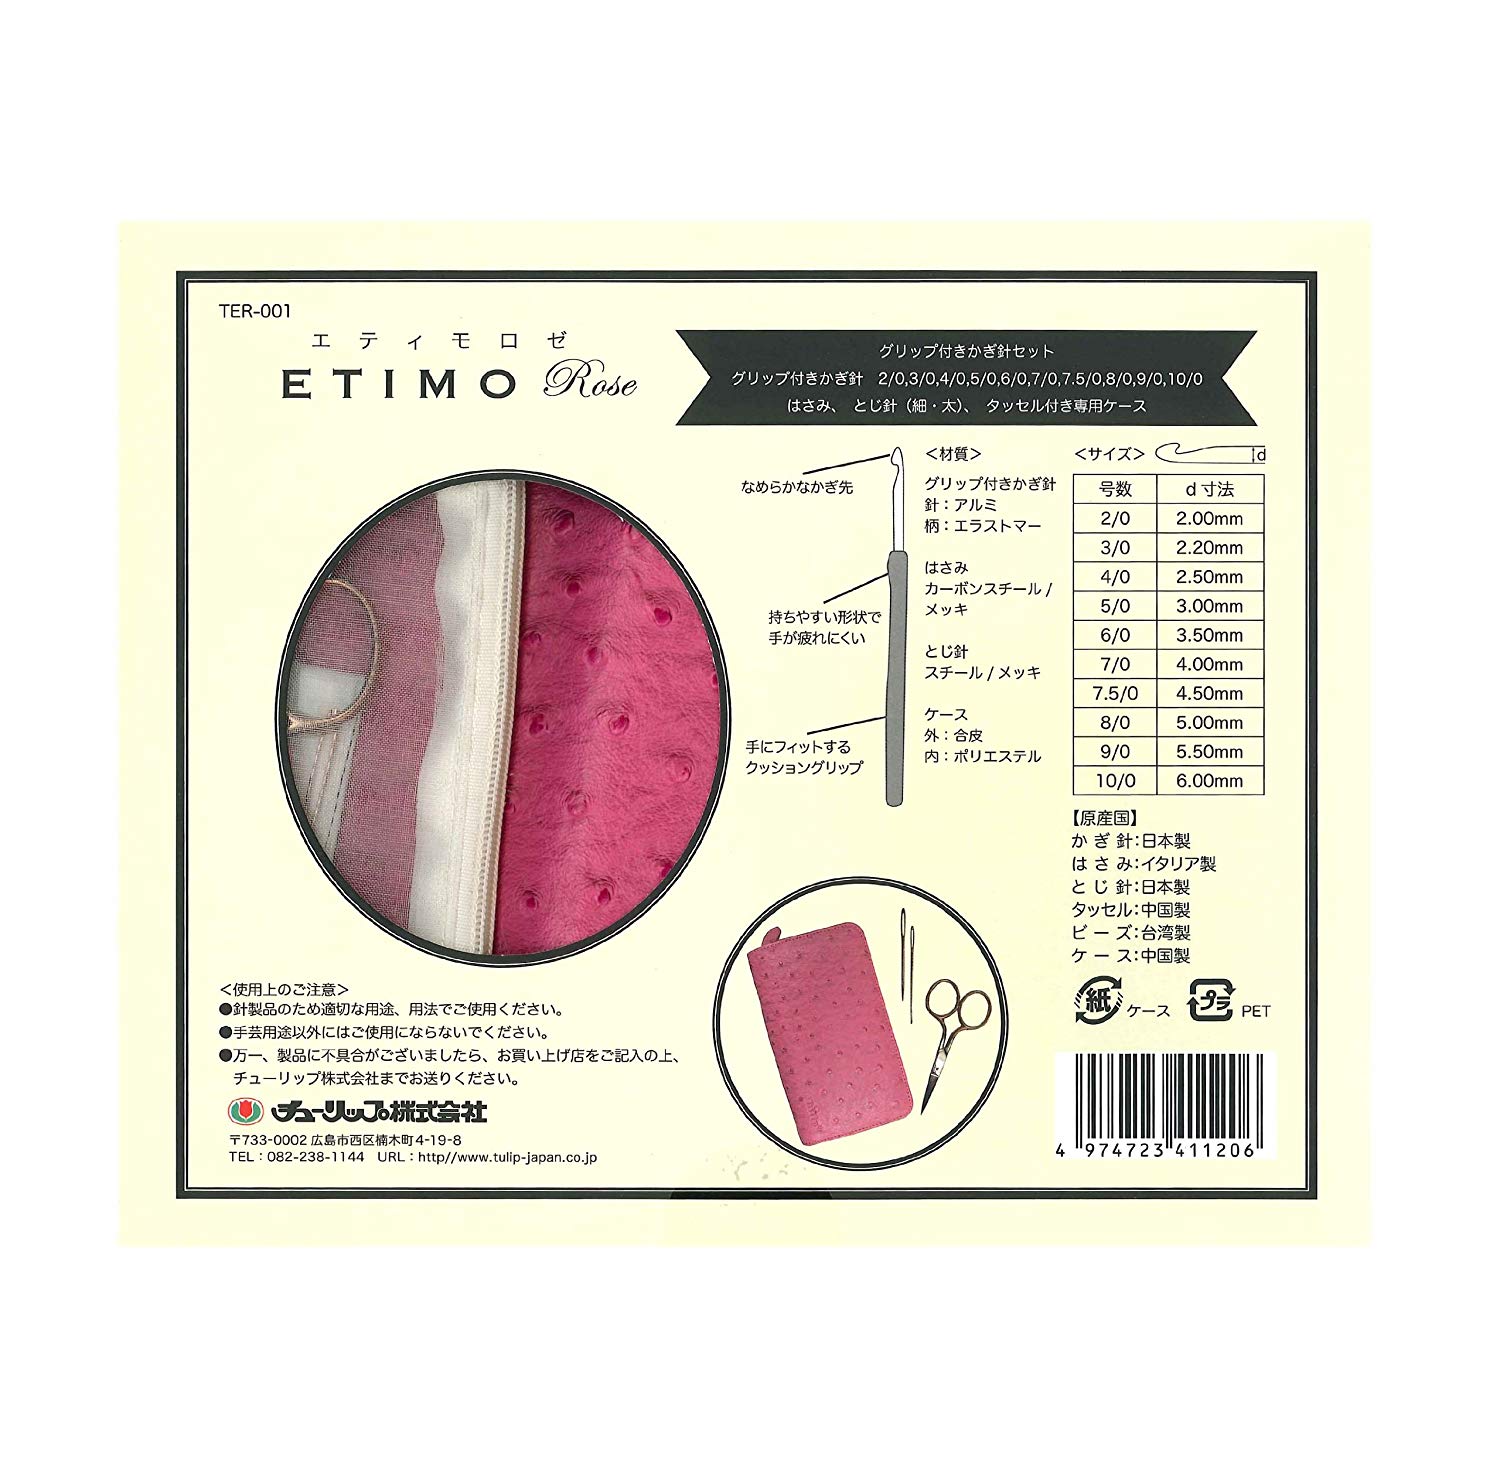 TER-001
エティモロゼ
ETIMO Rose
グリップ付きかぎ針セット
グリップ付きかぎ針 2/0,3/0,4/0,5/0,6/0,7/0,7.5/0,8/0,9/0,10/0
はさみ、とじ針(細・太)、タッセル付き専用ケース
なめらかなかぎ先
持ちやすい形状で
手が疲れにくい
手にフィットする
クッショングリップ
<材質>
グリップ付きかぎ針
針:アルミ
柄:エラストマー
はさみ
カーボンスチール/
メッキ
とじ針
スチール/メッキ
ケース
外:合皮
内:ポリエステル
<サイズ> d
号数 d寸法
2/0 2.00mm
3/0 2.20mm
4/0 2.50mm
5/0 3.00mm
6/0 3.50mm
7/0 4.00mm
7.5/0 4.50mm
8/0 5.00mm
9/0 5.50mm
10/0 6.00mm
【原産国】
かぎ針:日本製
はさみ:イタリア製
とじ針:日本製
タッセル:中国製
ビーズ:台湾製
ケース:中国製
紙 ケース プラ PET
<使用上のご注意>
●針製品のため適切な用途、用法でご使用ください。
●手芸用途以外にはご使用にならないでください。
●万一、製品に不具合がございましたら、お買い上げ店をご記入の上、
チューリップ株式会社までお送りください。
チューリップ株式会社
〒733-0002 広島市西区楠木町4-19-8
TEL:082-238-1144 URL:http//www.tulip-japan.co.jp
4 974723 411206